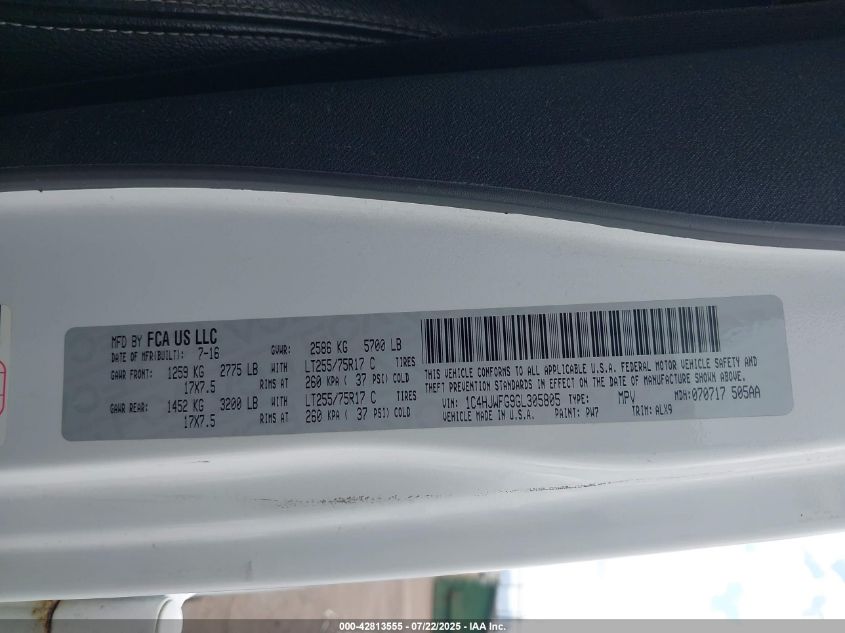 MFD BY FCA US LLC
DATE OF MFR(BUILT): 7-16 GVWR: 2586 KG 5700 LB
GAWR FRONT: 1259 KG 2775 LB WITH LT255/75R17 C TIRES
17X7.5 RIMS AT 260 KPA ( 37 PSI) COLD
GAWR REAR: 1452 KG 3200 LB WITH LT255/75R17 C TIRES
17X7.5 RIMS AT 260 KPA ( 37 PSI) COLD
THIS VEHICLE CONFORMS TO ALL APPLICABLE U.S.A. FEDERAL MOTOR VEHICLE SAFETY AND
THEFT PREVENTION STANDARDS IN EFFECT ON THE DATE OF MANUFACTURE SHOWN ABOVE.
VIN: 1C4HJWFG9GL305805 TYPE: MPV MDH: 070717 505AA
VEHICLE MADE IN U.S.A. PAINT: PW7 TRIM: ALX9
000-42813555 - 07/22/2025 - IAA Inc.